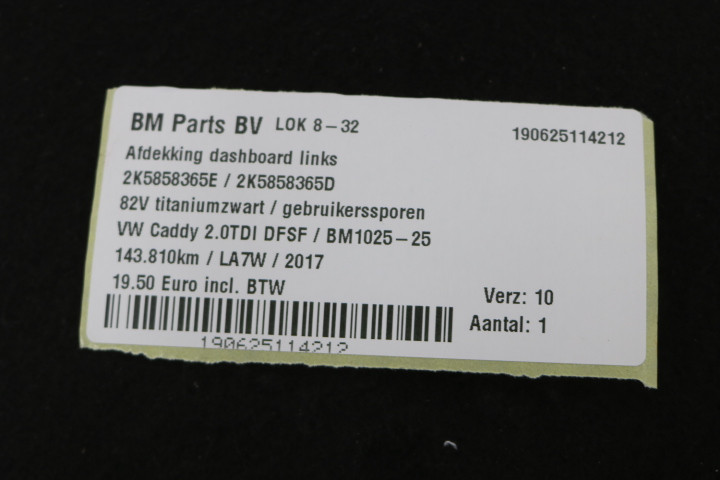 BM Parts BV LOK 8-32 190625114212
Afdekking dashboard links
2K5858365E / 2K5858365D
82V titaniumzwart / gebruikerssporen
VW Caddy 2.0TDI DFSF / BM1025-25
143.810km / LA7W / 2017
19.50 Euro incl. BTW
Verz: 10
Aantal: 1
190625114212